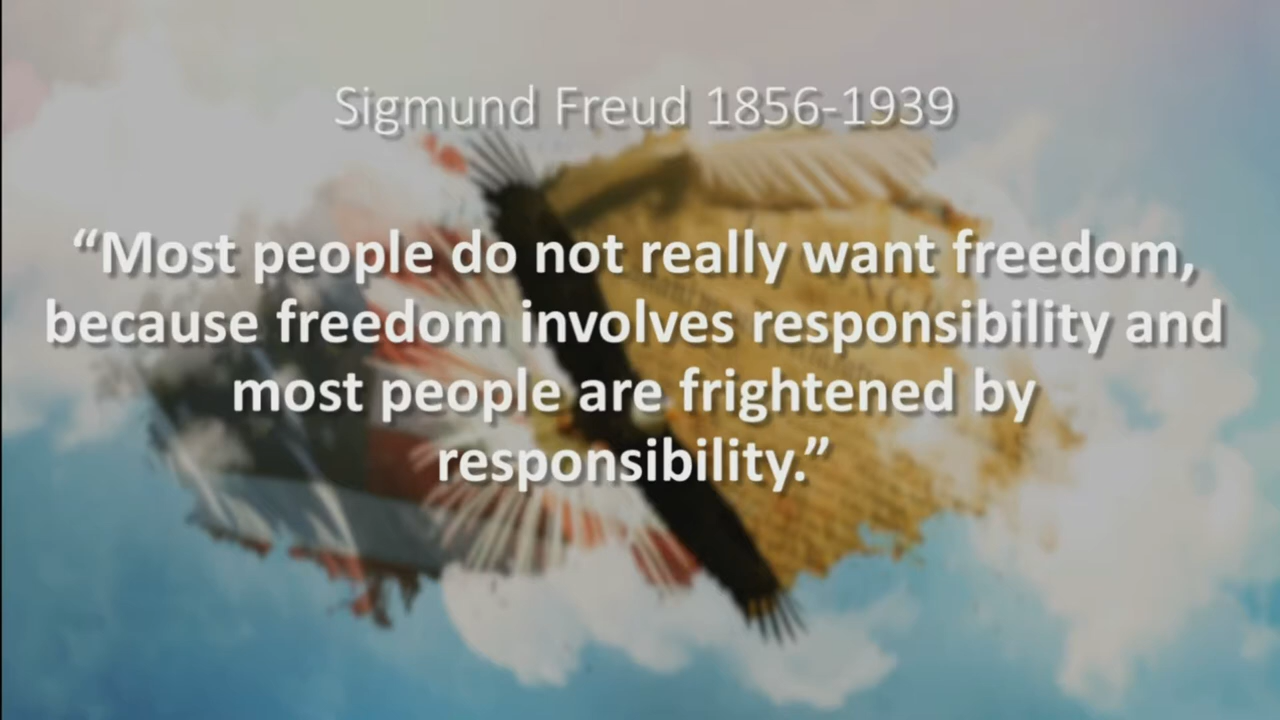 Sigmund Freud 1856-1939
“Most people do not really want freedom,
because freedom involves responsibility and
most people are frightened by
responsibility.”